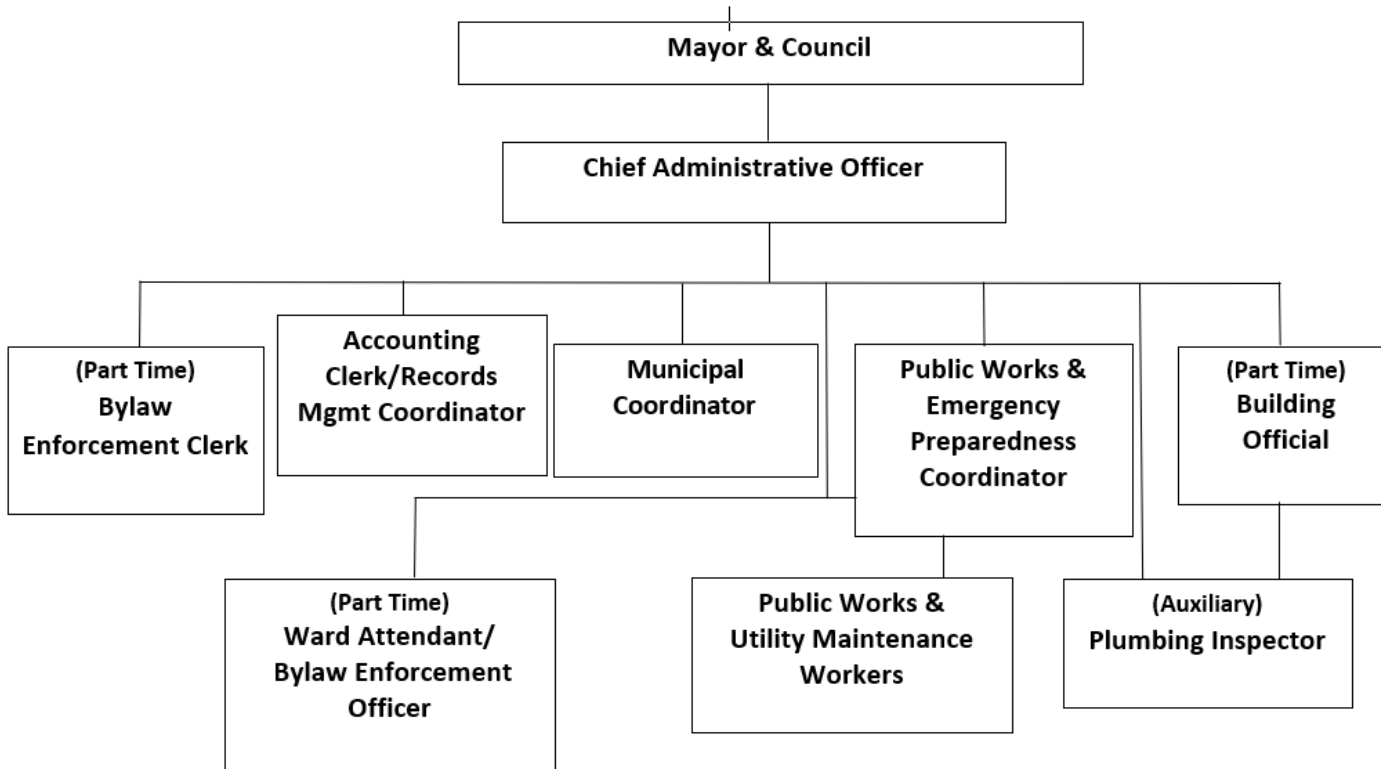 Mayor & Council
Chief Administrative Officer
(Part Time)
Bylaw
Enforcement Clerk
Accounting
Clerk/Records
Mgmt Coordinator
Municipal
Coordinator
Public Works &
Emergency
Preparedness
Coordinator
(Part Time)
Building
Official
(Part Time)
Ward Attendant/
Bylaw Enforcement
Officer
Public Works &
Utility Maintenance
Workers
(Auxiliary)
Plumbing Inspector